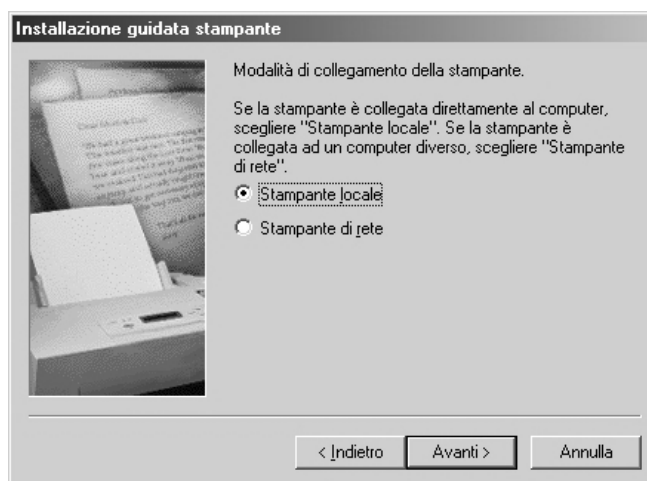 Installazione guidata stampante
Modalità di collegamento della stampante.
Se la stampante è collegata direttamente al computer,
scegliere "Stampante locale". Se la stampante è
collegata ad un computer diverso, scegliere "Stampante
di rete".
Stampante locale
Stampante di rete
< Indietro
Avanti >
Annulla